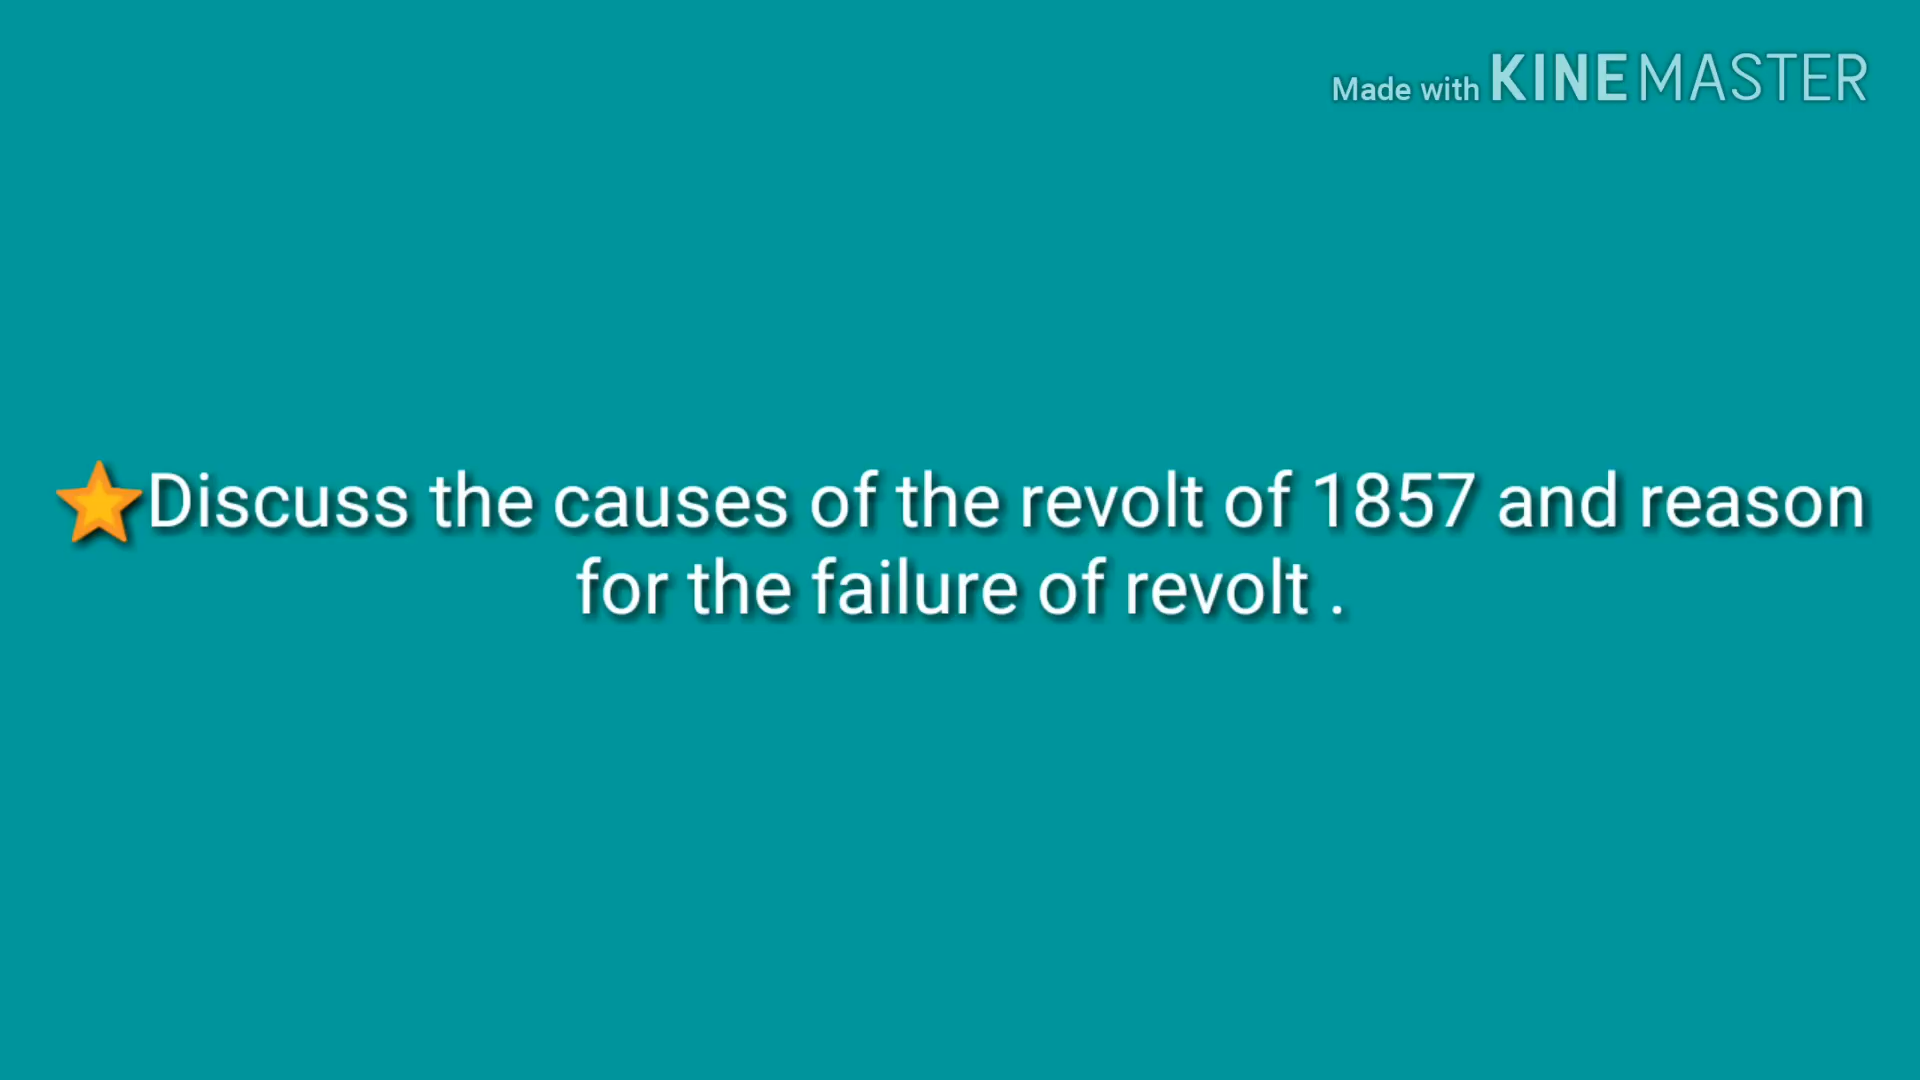 Made with KINEMASTER
⭐Discuss the causes of the revolt of 1857 and reason
for the failure of revolt .